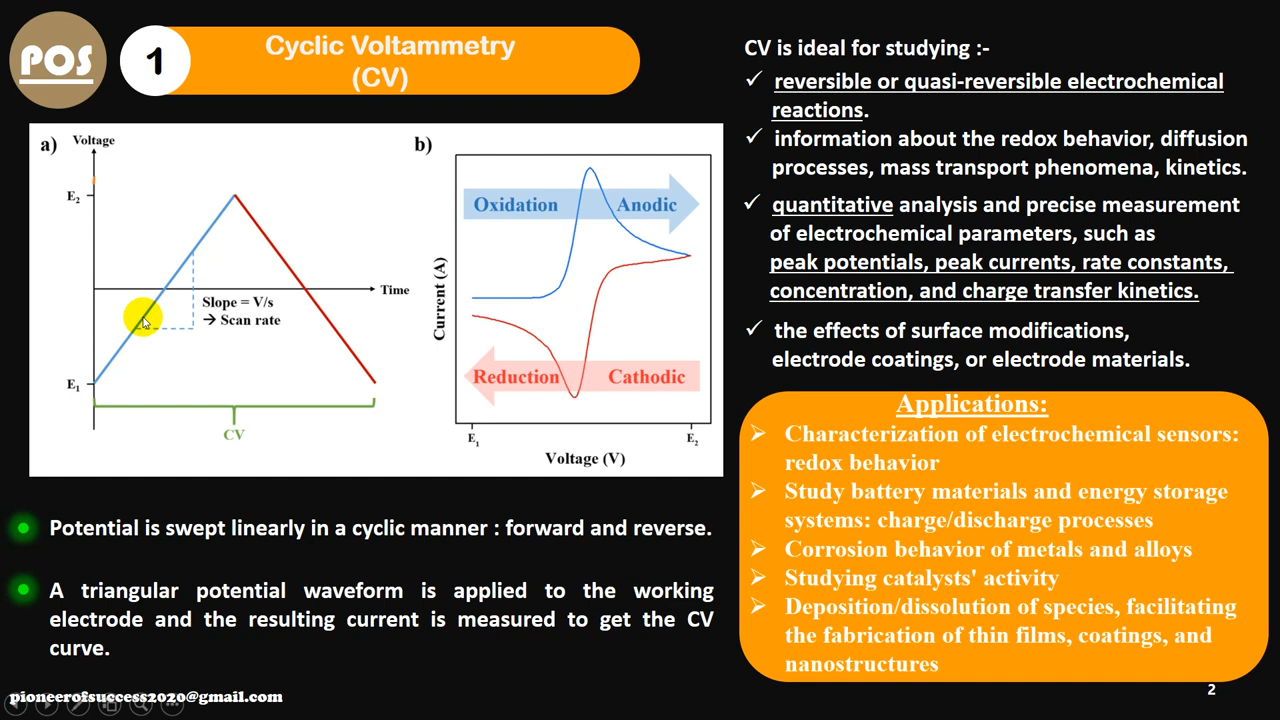 POS
1
Cyclic Voltammetry
(CV)
a)
Voltage
E₂
Time
Slope = V/s
→ Scan rate
E₁
CV
b)
Oxidation
Anodic
Current (A)
Reduction
Cathodic
E₁
E₂
Voltage (V)
Potential is swept linearly in a cyclic manner : forward and reverse.
A triangular potential waveform is applied to the working
electrode and the resulting current is measured to get the CV
curve.
CV is ideal for studying :-
✓ reversible or quasi-reversible electrochemical
reactions.
✓ information about the redox behavior, diffusion
processes, mass transport phenomena, kinetics.
✓ quantitative analysis and precise measurement
of electrochemical parameters, such as
peak potentials, peak currents, rate constants,
concentration, and charge transfer kinetics.
✓ the effects of surface modifications,
electrode coatings, or electrode materials.
Applications:
➢ Characterization of electrochemical sensors:
redox behavior
➢ Study battery materials and energy storage
systems: charge/discharge processes
➢ Corrosion behavior of metals and alloys
➢ Studying catalysts' activity
➢ Deposition/dissolution of species, facilitating
the fabrication of thin films, coatings, and
nanostructures
pioneerofsuccess2020@gmail.com
2